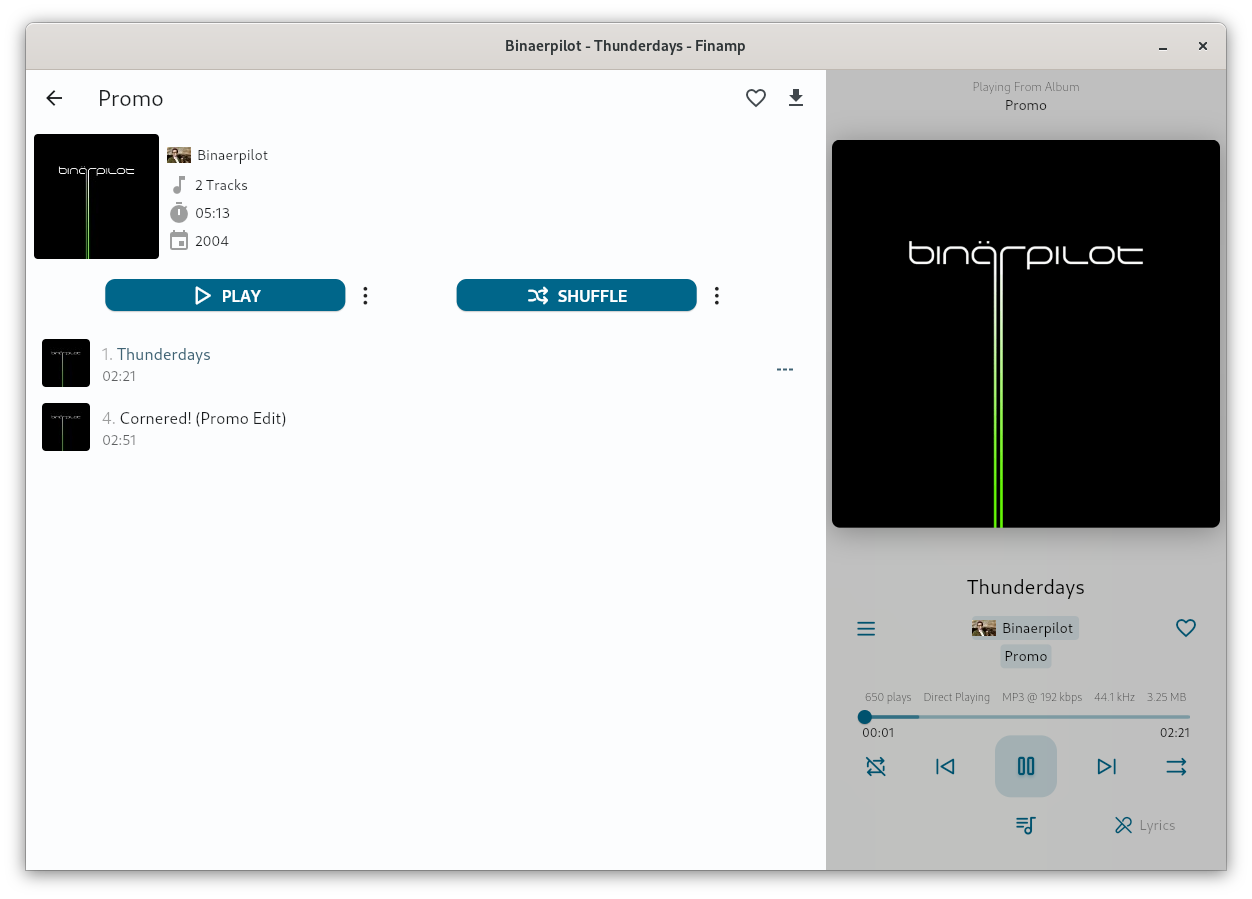 Binaerpilot - Thunderdays - Finamp
Promo
binärpilot
Binaerpilot
2 Tracks
05:13
2004
PLAY
SHUFFLE
binärpilot
1. Thunderdays
02:21
binärpilot
4. Cornered! (Promo Edit)
02:51
Playing From Album
Promo
binärpilot
Thunderdays
Binaerpilot
Promo
650 plays Direct Playing MP3 @ 192 kbps 44.1 kHz 3.25 MB
00:01 02:21
Lyrics